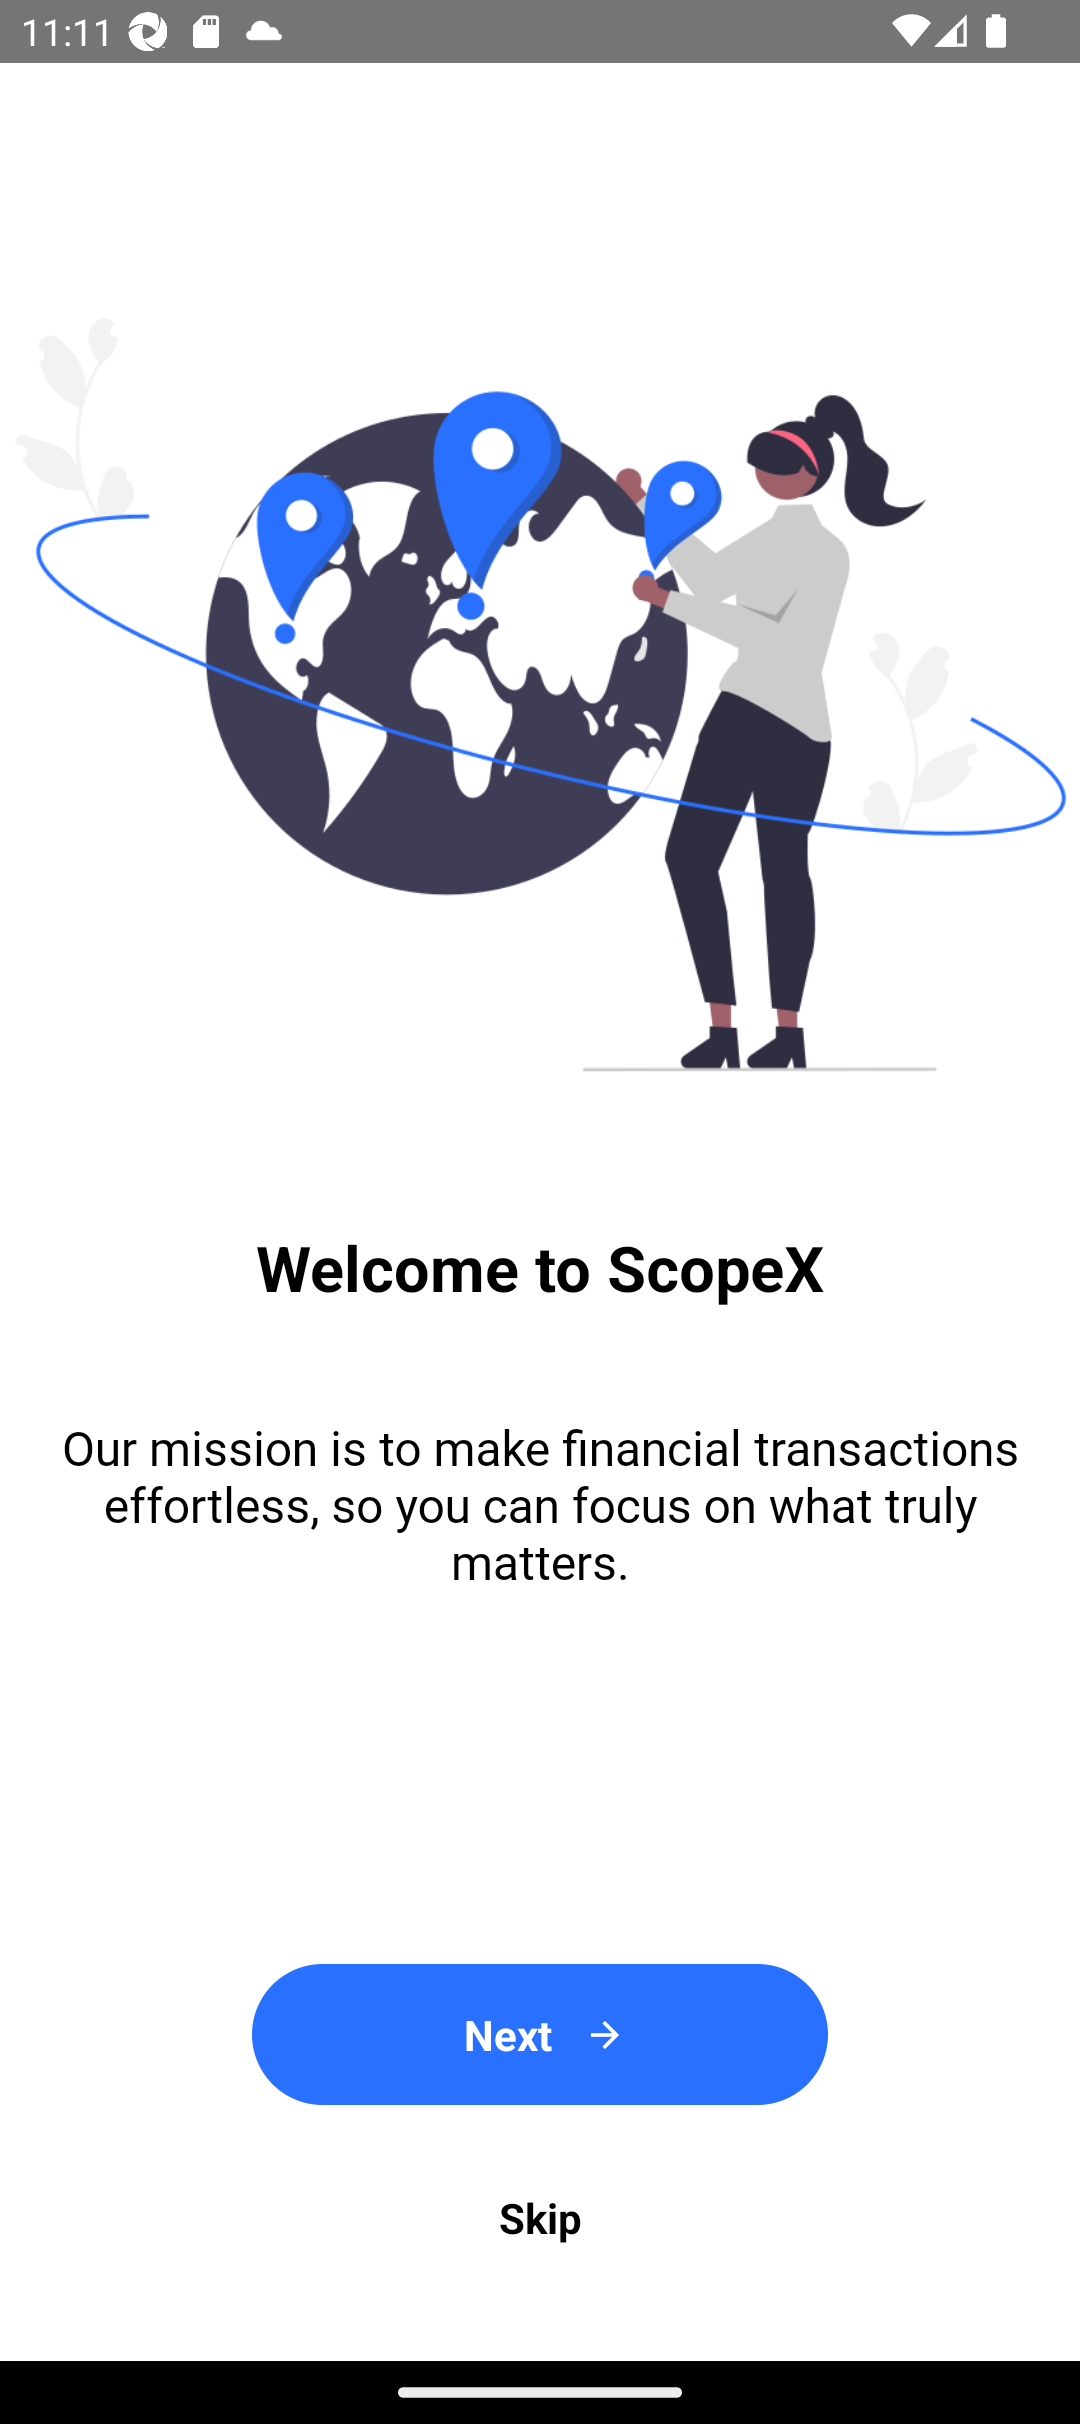 11:11
Welcome to ScopeX
Our mission is to make financial transactions
effortless, so you can focus on what truly
matters.
Next
Skip